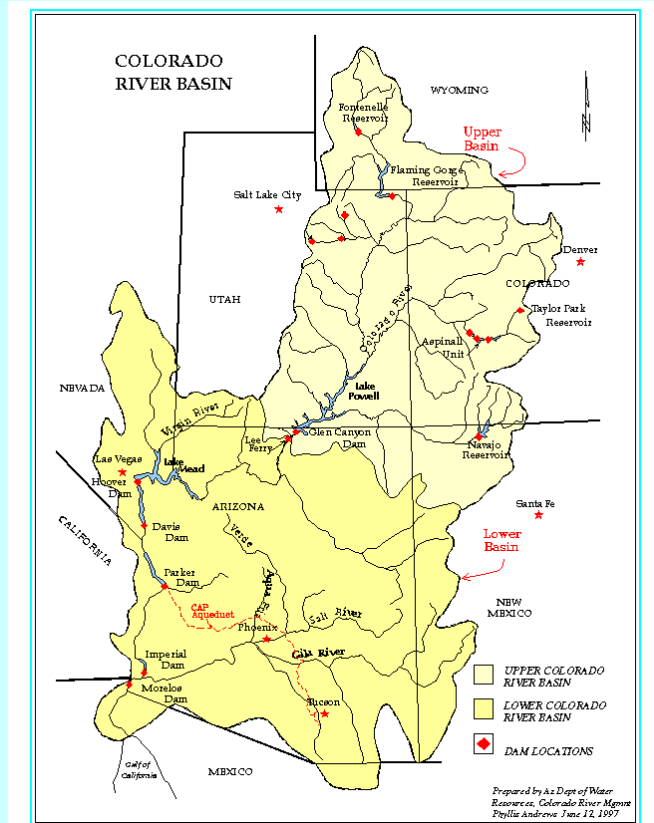 COLORADO
RIVER BASIN
WYOMING
Fontenelle
Reservoir
Upper
Basin
Flaming Gorge
Reservoir
Salt Lake City
Denver
COLORADO
UTAH
Colorado River
Taylor Park
Reservoir
Aspinall
Unit
Lake
Powell
NEVADA
Virgin River
Lee
Ferry
Glen Canyon
Dam
Navajo
Reservoir
Las Vegas
Lake
Mead
Hoover
Dam
ARIZONA
Santa Fe
Verde
Davis
Dam
CALIFORNIA
Lower
Basin
Parker
Dam
Agua Fria
CAP
Aqueduct
Salt River
NEW
MEXICO
Phoenix
Gila River
Imperial
Dam
Morelos
Dam
Tucson
UPPER COLORADO
RIVER BASIN
LOWER COLORADO
RIVER BASIN
DAM LOCATIONS
Gulf of
California
MEXICO
Prepared by Az Dept of Water
Resources, Colorado River Mgmnt
Phyllis Andrews June 12, 1997